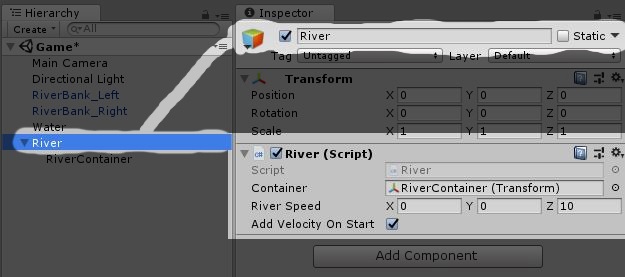 Hierarchy
Create All
Game*
Main Camera
Directional Light
RiverBank_Left
RiverBank_Right
Water
River
RiverContainer
Inspector
River Static
Tag Untagged Layer Default
Transform
Position X 0 Y 0 Z 0
Rotation X 0 Y 0 Z 0
Scale X 1 Y 1 Z 1
River (Script)
Script River
Container RiverContainer (Transform)
River Speed X 0 Y 0 Z 10
Add Velocity On Start
Add Component